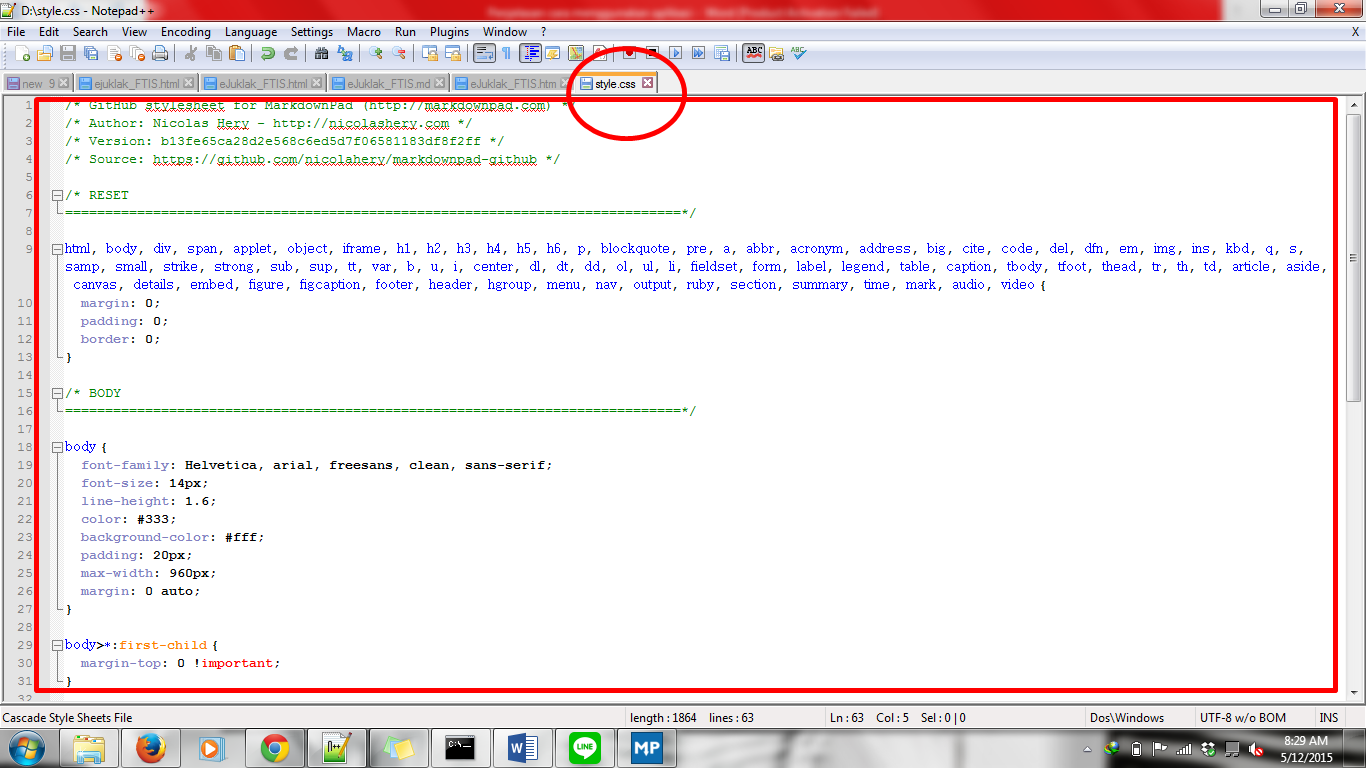 D:\style.css - Notepad++
File Edit Search View Encoding Language Settings Macro Run Plugins Window ? X
new 9 ejuklak_FTIS.html eJuklak_FTIS.html eJuklak_FTIS.md eJuklak_FTIS.htm style.css
1 /* GitHub stylesheet for MarkdownPad (http://markdownpad.com) */
2 /* Author: Nicolas Hery - http://nicolashery.com */
3 /* Version: b13fe65ca28d2e568c6ed5d7f06581183df8f2ff */
4 /* Source: https://github.com/nicolahery/markdownpad-github */
5
6 /* RESET
7 =============================================================================*/
8
9 html, body, div, span, applet, object, iframe, h1, h2, h3, h4, h5, h6, p, blockquote, pre, a, abbr, acronym, address, big, cite, code, del, dfn, em, img, ins, kbd, q, s,
samp, small, strike, strong, sub, sup, tt, var, b, u, i, center, dl, dt, dd, ol, ul, li, fieldset, form, label, legend, table, caption, tbody, tfoot, thead, tr, th, td, article, aside,
canvas, details, embed, figure, figcaption, footer, header, hgroup, menu, nav, output, ruby, section, summary, time, mark, audio, video {
10 margin: 0;
11 padding: 0;
12 border: 0;
13 }
14
15 /* BODY
16 =============================================================================*/
17
18 body {
19 font-family: Helvetica, arial, freesans, clean, sans-serif;
20 font-size: 14px;
21 line-height: 1.6;
22 color: #333;
23 background-color: #fff;
24 padding: 20px;
25 max-width: 960px;
26 margin: 0 auto;
27 }
28
29 body>*:first-child {
30 margin-top: 0 !important;
31 }
32
Cascade Style Sheets File length : 1864 lines : 63 Ln : 63 Col : 5 Sel : 0 | 0 Dos\Windows UTF-8 w/o BOM INS
8:29 AM
5/12/2015